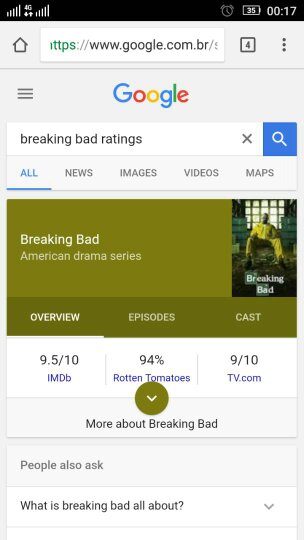 4G
35
00:17
https://www.google.com.br/s
4
Google
breaking bad ratings
ALL NEWS IMAGES VIDEOS MAPS
Breaking Bad
American drama series
Breaking
Bad
OVERVIEW EPISODES CAST
9.5/10 94% 9/10
IMDb Rotten Tomatoes TV.com
More about Breaking Bad
People also ask
What is breaking bad all about?